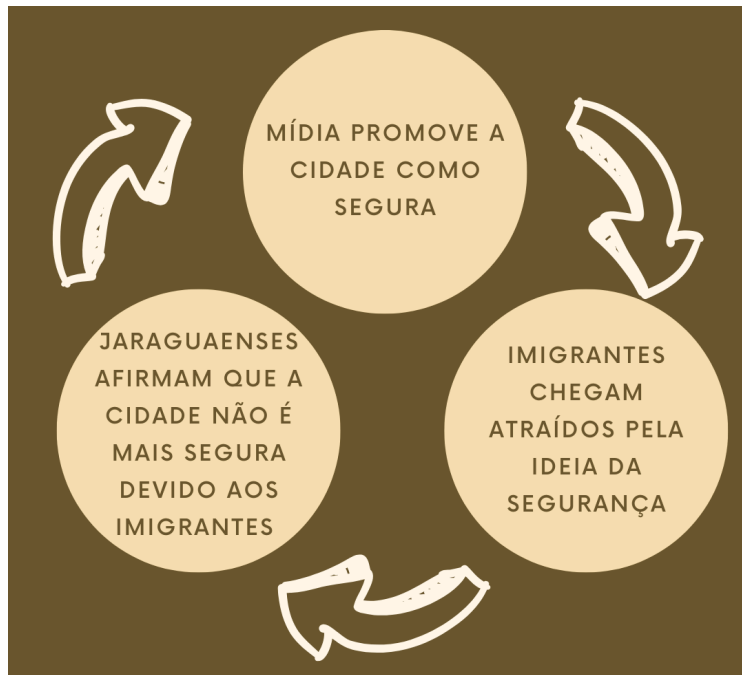 MÍDIA PROMOVE A
CIDADE COMO
SEGURA
IMIGRANTES
CHEGAM
ATRAÍDOS PELA
IDEIA DA
SEGURANÇA
JARAGUAENSES
AFIRMAM QUE A
CIDADE NÃO É
MAIS SEGURA
DEVIDO AOS
IMIGRANTES